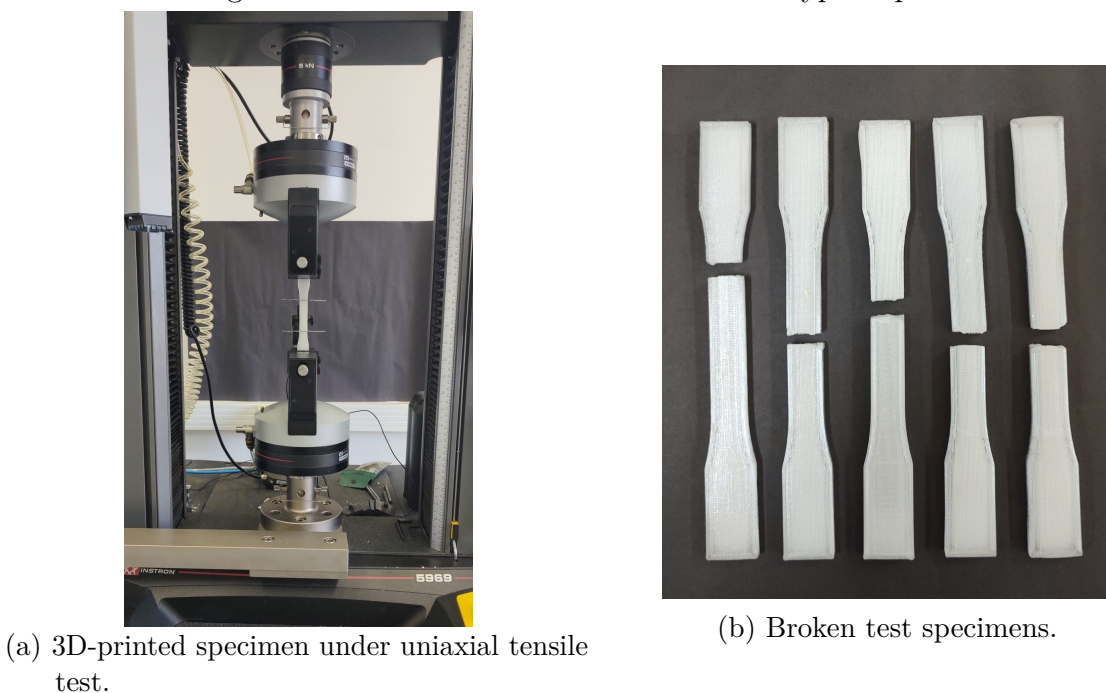 5 kN
INSTRON
5969
(a) 3D-printed specimen under uniaxial tensile
test.
(b) Broken test specimens.